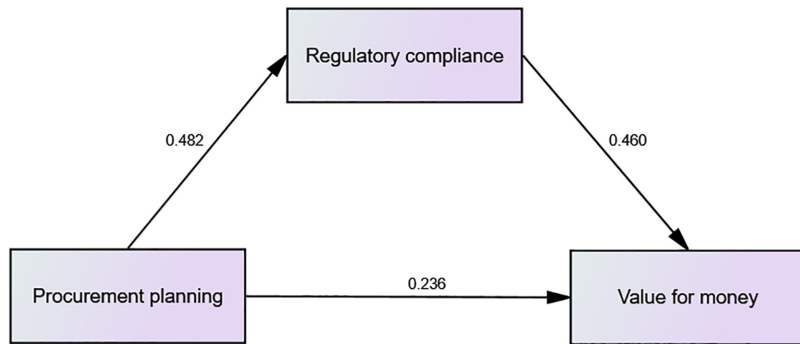 Regulatory compliance
0.482
0.460
Procurement planning
0.236
Value for money